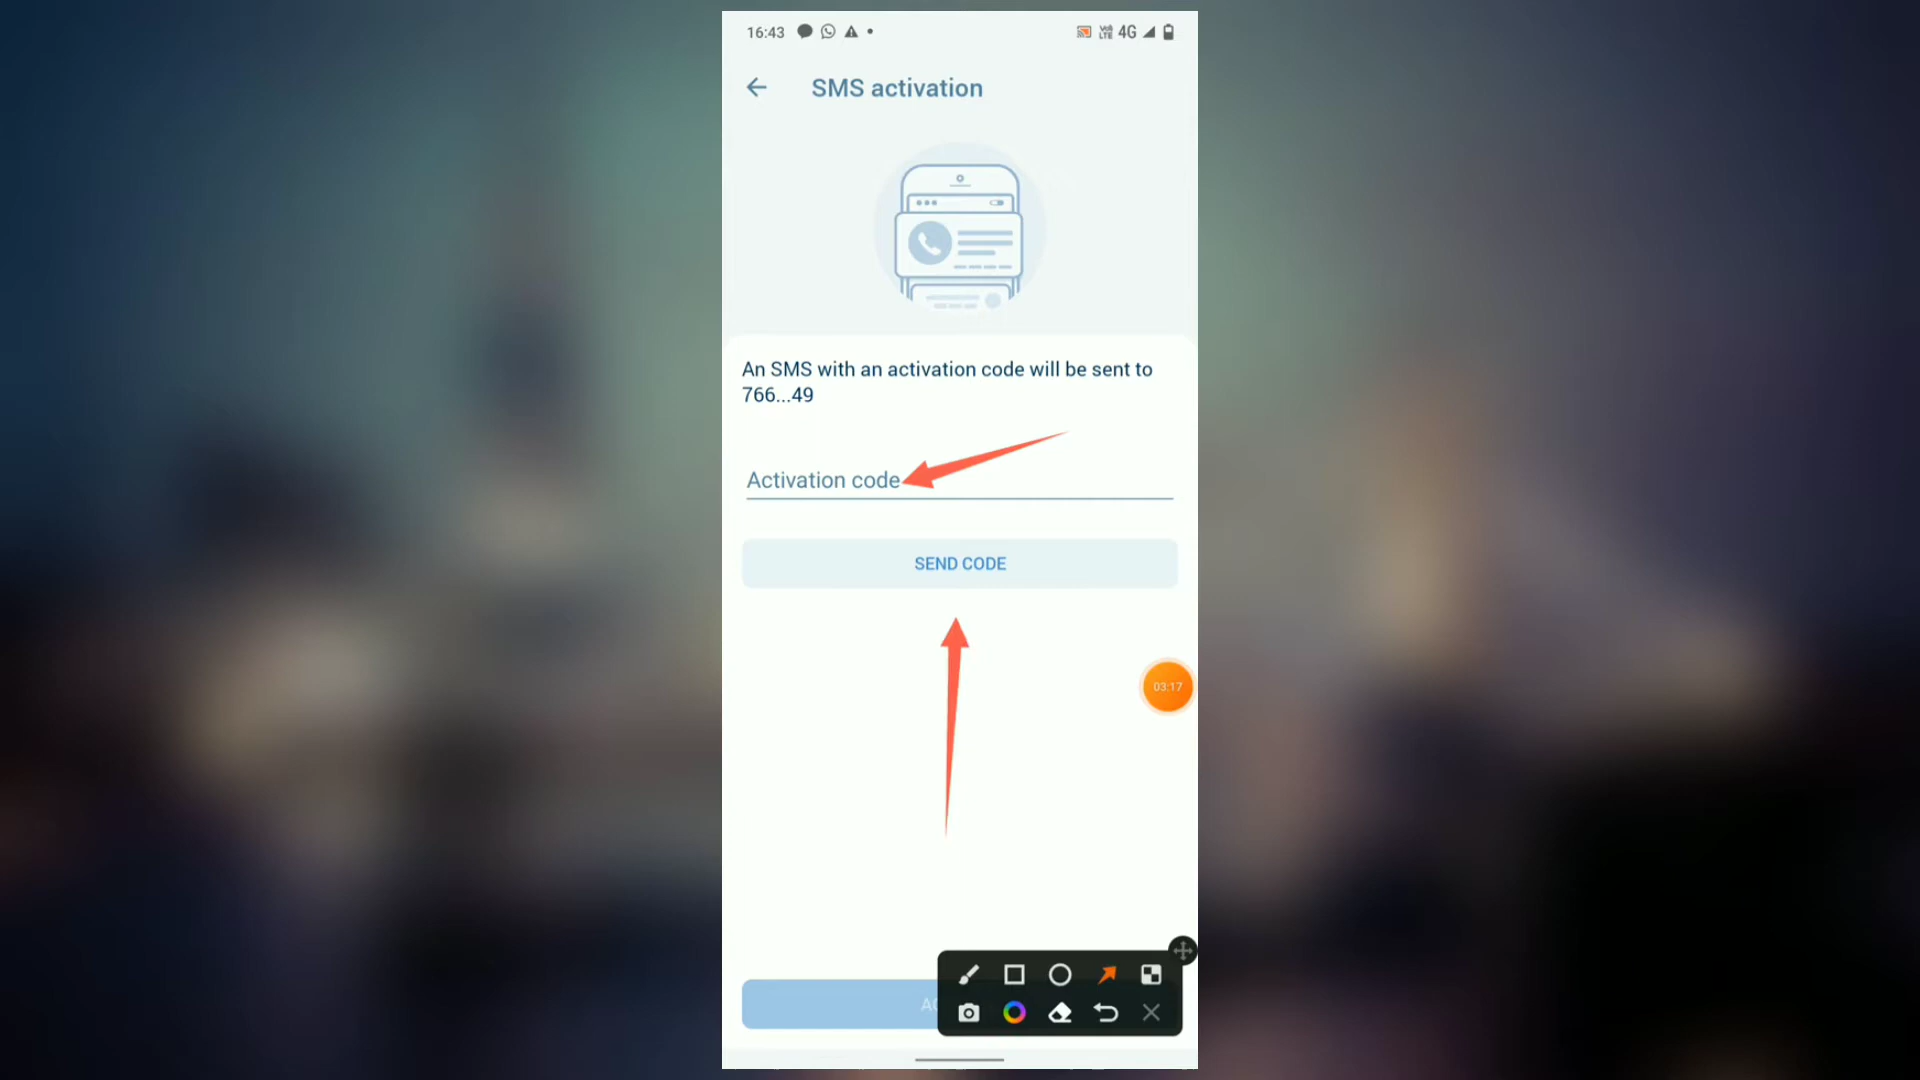 16:43
4G
SMS activation
An SMS with an activation code will be sent to
766...49
Activation code
SEND CODE
03:17